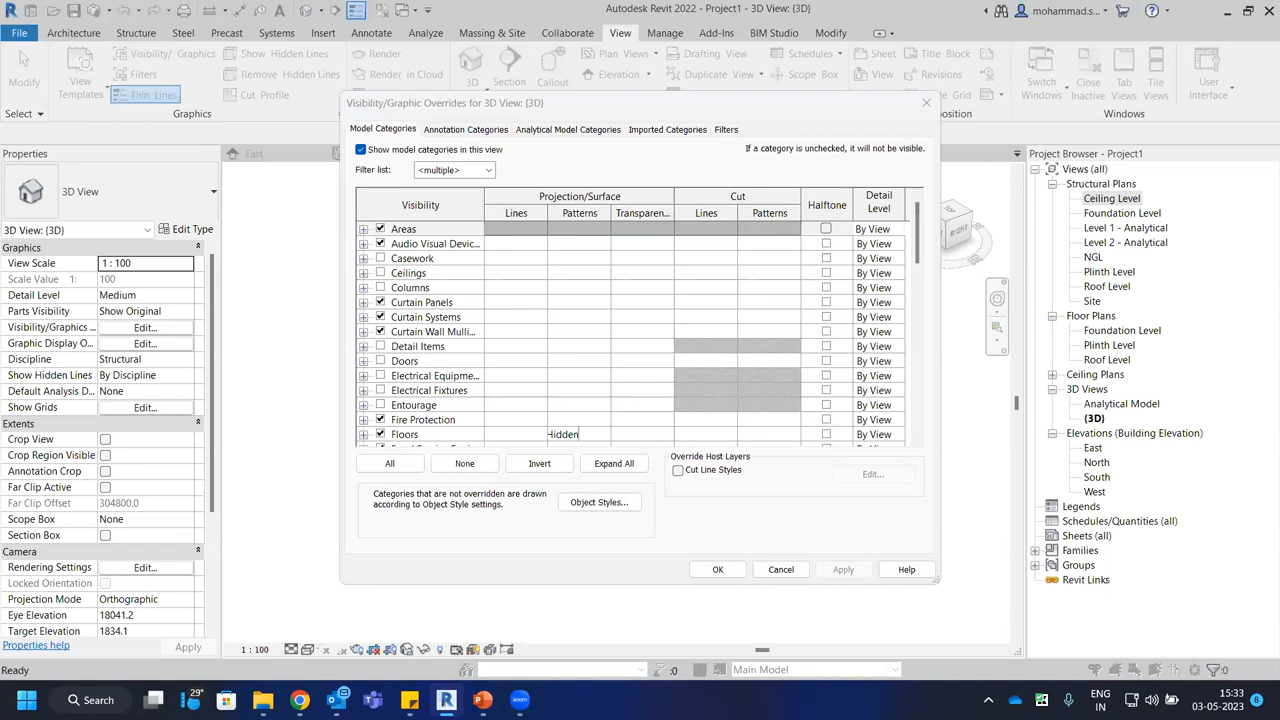 Autodesk Revit 2022 - Project1 - 3D View: {3D}
mohammad.s...
File Architecture Structure Steel Precast Systems Insert Annotate Analyze Massing & Site Collaborate View Manage Add-Ins BIM Studio Modify
Modify
View
Templates
Visibility/ Graphics
Filters
Thin Lines
Show Hidden Lines
Remove Hidden Lines
Cut Profile
Render
Render in Cloud
3D
Section
Callout
Plan Views
Elevation
Drafting View
Duplicate View
Schedules
Scope Box
Sheet
View
Title Block
Revisions
Switch
Windows
Close
Inactive
Tab
Views
Tile
Views
User
Interface
Select
Graphics
Windows
Properties
3D View
3D View: {3D}
Edit Type
Graphics
View Scale 1 : 100
Scale Value 1: 100
Detail Level Medium
Parts Visibility Show Original
Visibility/Graphics ... Edit...
Graphic Display O... Edit...
Discipline Structural
Show Hidden Lines By Discipline
Default Analysis D... None
Show Grids Edit...
Extents
Crop View
Crop Region Visible
Annotation Crop
Far Clip Active
Far Clip Offset 304800.0
Scope Box None
Section Box
Camera
Rendering Settings Edit...
Locked Orientation
Projection Mode Orthographic
Eye Elevation 18041.2
Target Elevation 1834.1
Properties help
Apply
East
Visibility/Graphic Overrides for 3D View: {3D}
Model Categories Annotation Categories Analytical Model Categories Imported Categories Filters
Show model categories in this view
If a category is unchecked, it will not be visible.
Filter list: <multiple>
Visibility
Projection/Surface
Cut
Halftone
Detail
Level
Lines Patterns Transparen... Lines Patterns
Areas By View
Audio Visual Devic... By View
Casework By View
Ceilings By View
Columns By View
Curtain Panels By View
Curtain Systems By View
Curtain Wall Mulli... By View
Detail Items By View
Doors By View
Electrical Equipme... By View
Electrical Fixtures By View
Entourage By View
Fire Protection By View
Floors Hidden By View
All None Invert Expand All
Override Host Layers
Cut Line Styles
Edit...
Categories that are not overridden are drawn
according to Object Style settings.
Object Styles...
OK Cancel Apply Help
RIGHT
Project Browser - Project1
Views (all)
Structural Plans
Ceiling Level
Foundation Level
Level 1 - Analytical
Level 2 - Analytical
NGL
Plinth Level
Roof Level
Site
Floor Plans
Foundation Level
Plinth Level
Roof Level
Ceiling Plans
3D Views
Analytical Model
{3D}
Elevations (Building Elevation)
East
North
South
West
Legends
Schedules/Quantities (all)
Sheets (all)
Families
Groups
Revit Links
1 : 100
Ready
:0
Main Model
:0
Search
29°
ENG
IN
15:33
03-05-2023
8